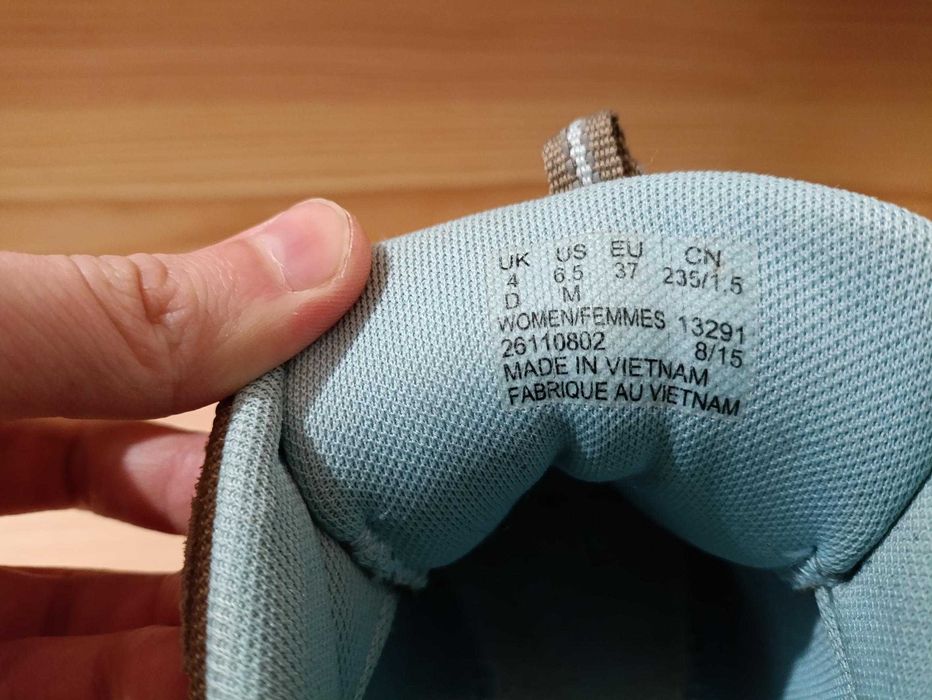 UK US EU CN
4 6.5 37 235/1.5
D M
WOMEN/FEMMES 13291
26110802 8/15
MADE IN VIETNAM
FABRIQUE AU VIETNAM